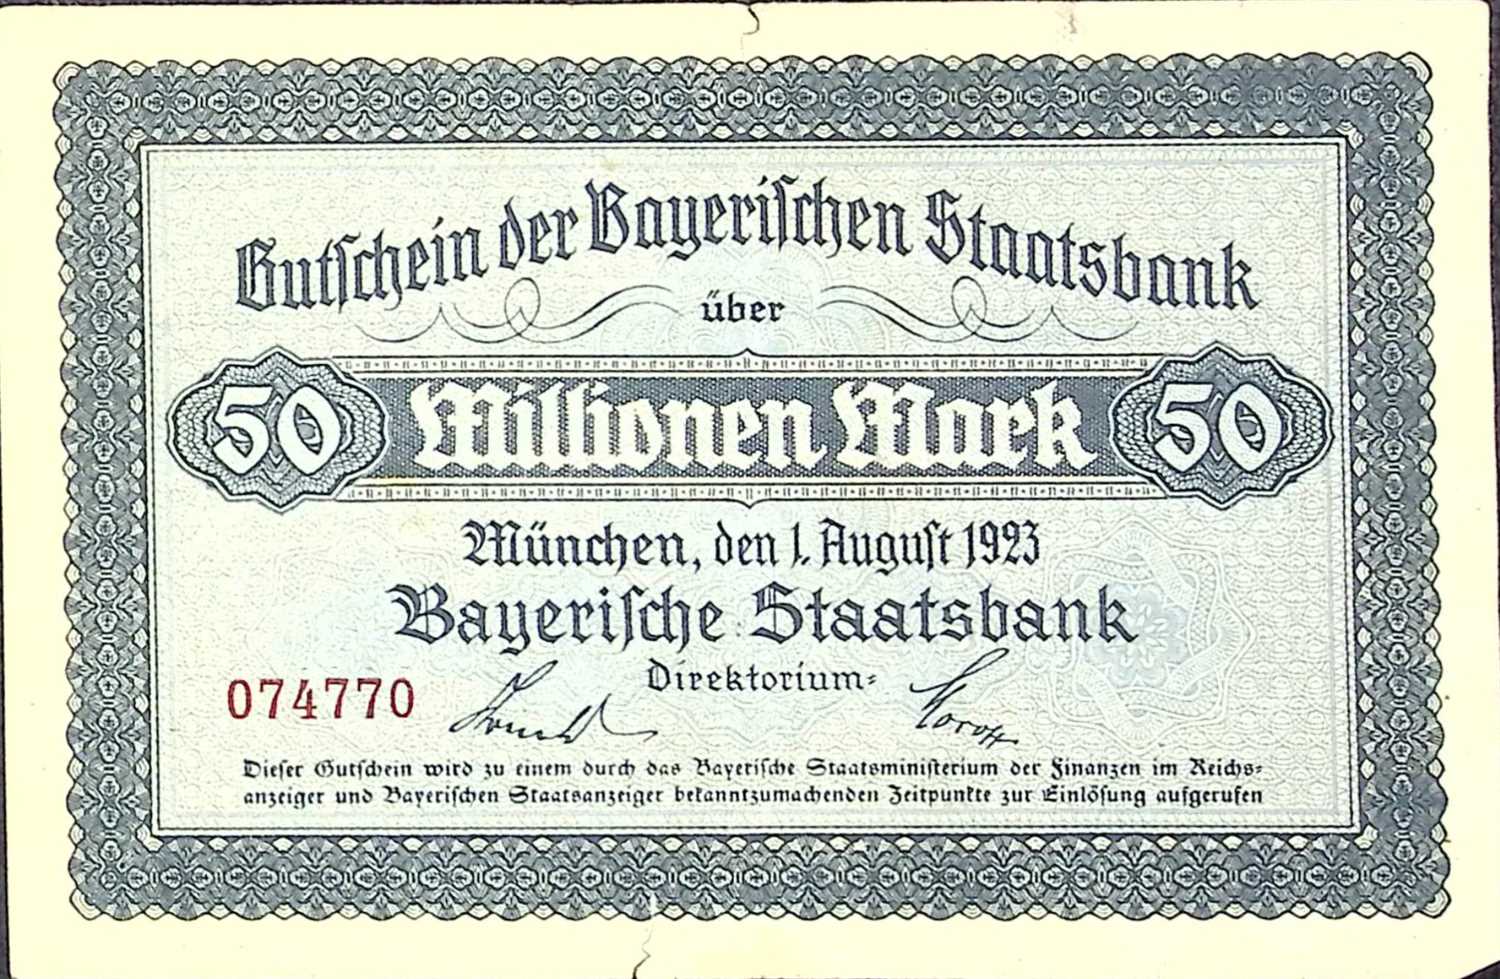 Gutschein der Bayerischen Staatsbank
über
50 Millionen Mark 50
München, den 1. August 1923
Bayerische Staatsbank
Direktorium:
074770
Dieser Gutschein wird zu einem durch das Bayerische Staatsministerium der Finanzen im Reichs-
anzeiger und Bayerischen Staatsanzeiger bekanntzumachenden Zeitpunkte zur Einlösung aufgerufen